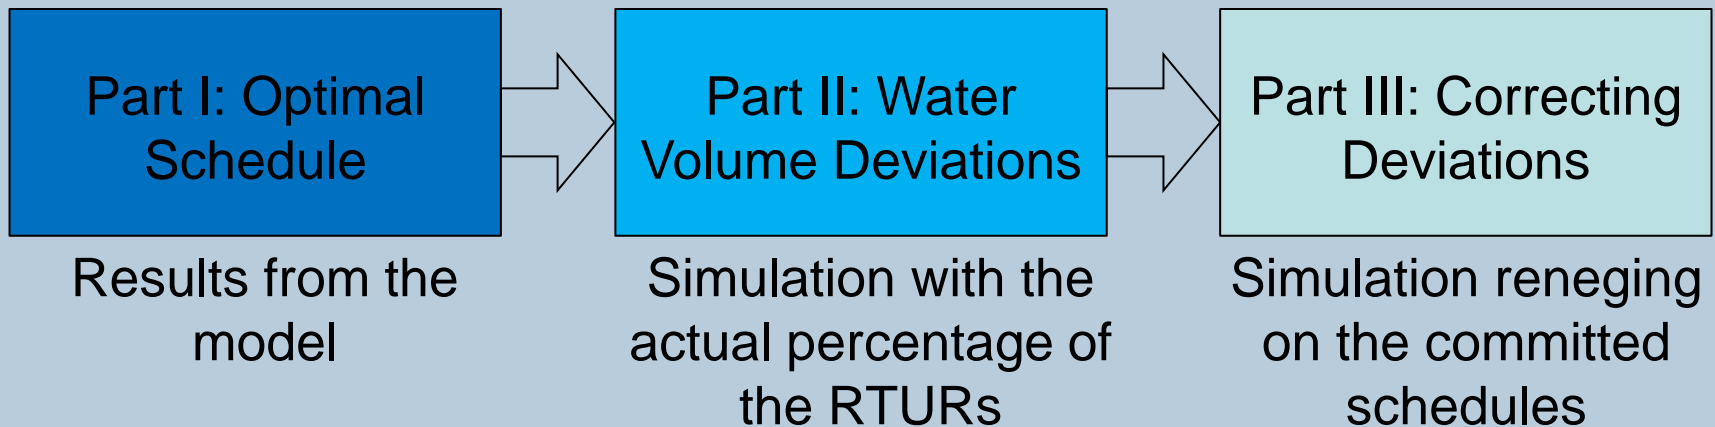 Part I: Optimal
Schedule
Results from the
model
Part II: Water
Volume Deviations
Simulation with the
actual percentage of
the RTURs
Part III: Correcting
Deviations
Simulation reneging
on the committed
schedules